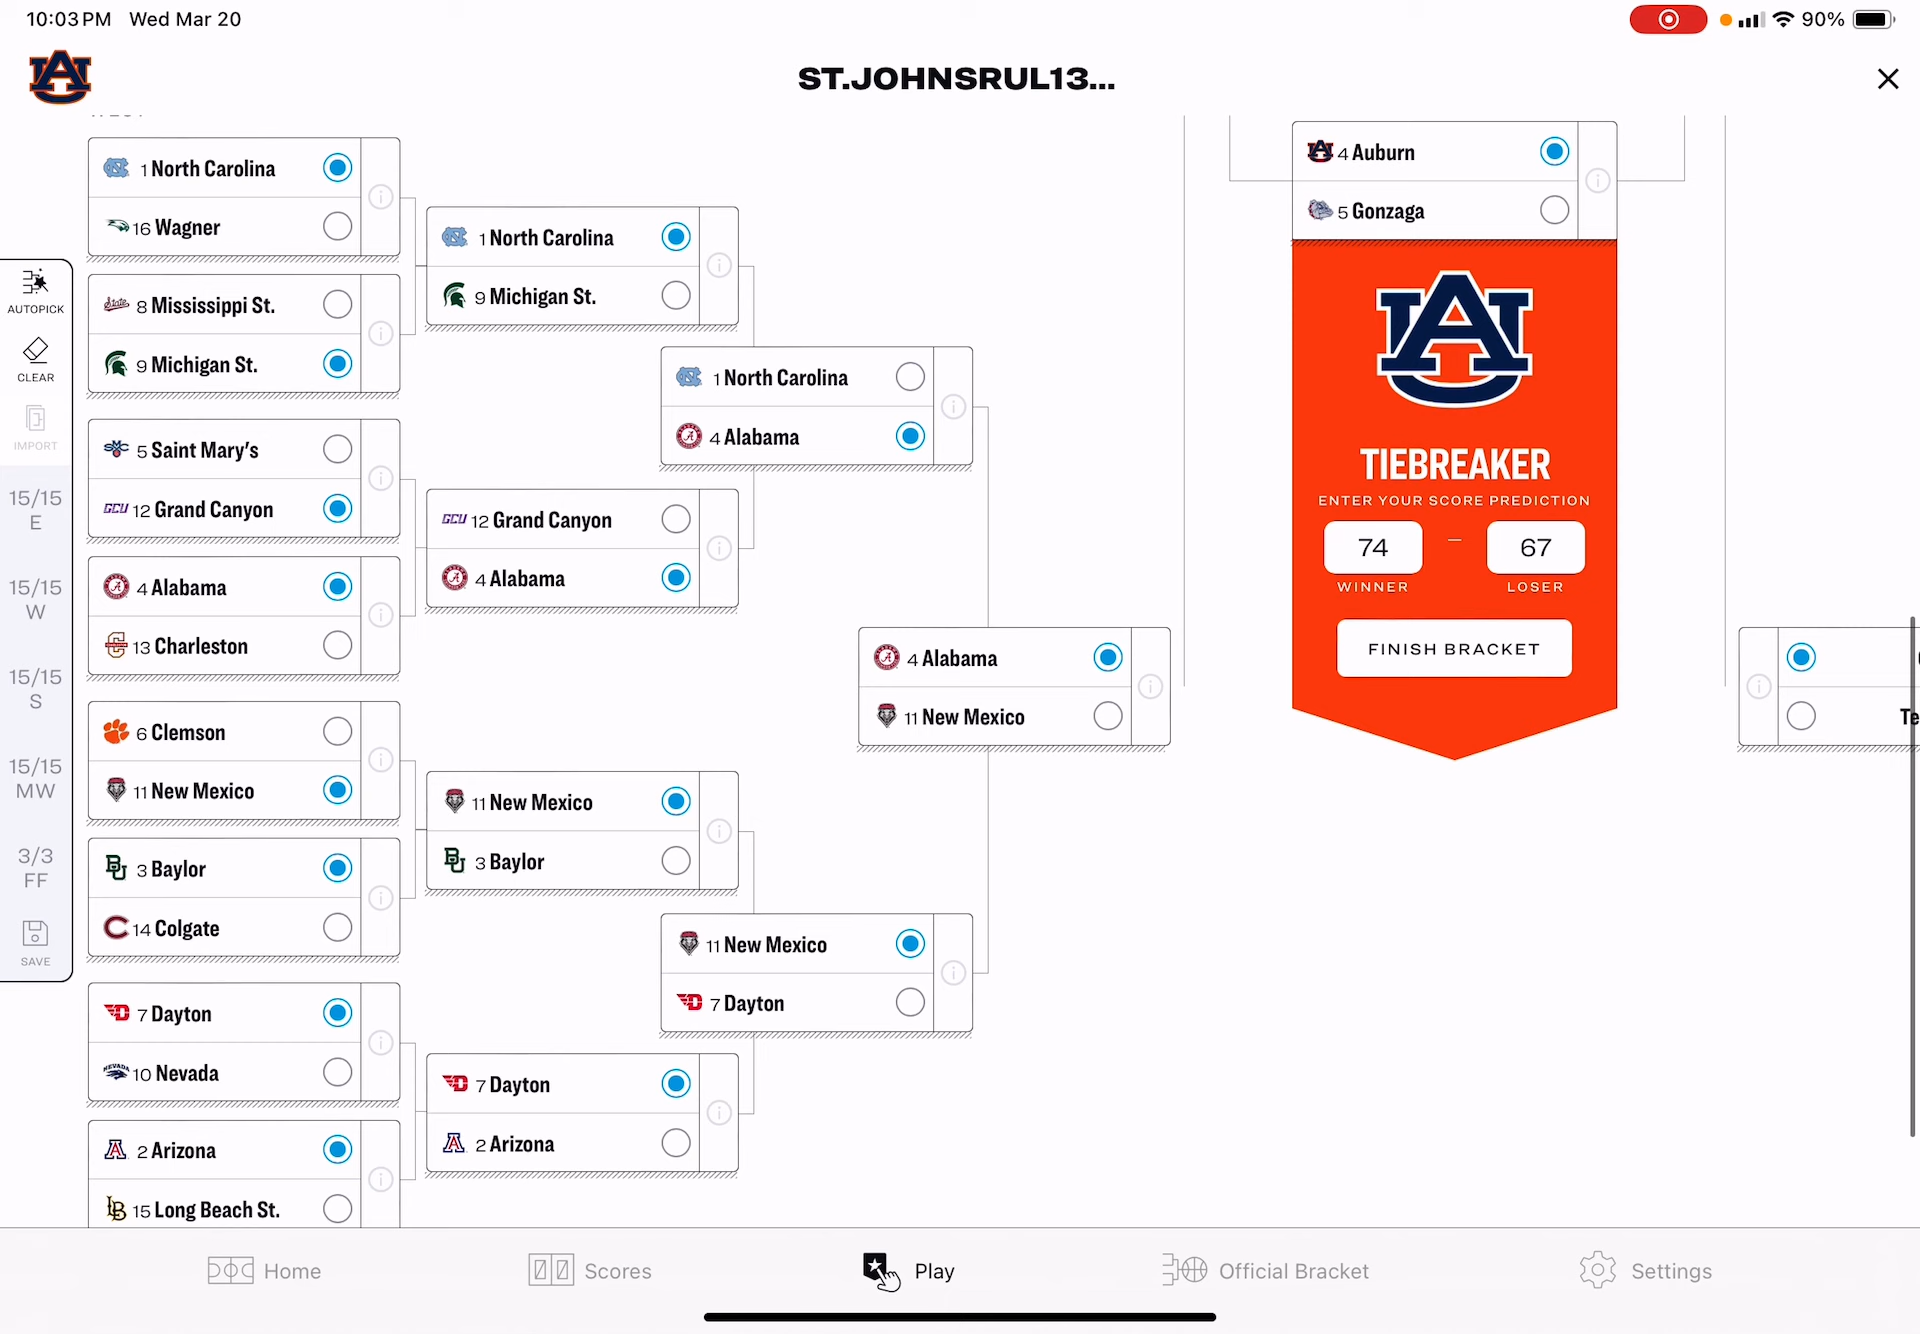 10:03 PM Wed Mar 20
90%
ST.JOHNSRUL13...
1 North Carolina
16 Wagner
8 Mississippi St.
9 Michigan St.
5 Saint Mary's
GCU 12 Grand Canyon
4 Alabama
13 Charleston
6 Clemson
11 New Mexico
3 Baylor
14 Colgate
7 Dayton
NEVADA 10 Nevada
2 Arizona
15 Long Beach St.
1 North Carolina
9 Michigan St.
GCU 12 Grand Canyon
4 Alabama
11 New Mexico
3 Baylor
7 Dayton
2 Arizona
1 North Carolina
4 Alabama
11 New Mexico
7 Dayton
4 Alabama
11 New Mexico
4 Auburn
5 Gonzaga
TIEBREAKER
ENTER YOUR SCORE PREDICTION
74 – 67
WINNER LOSER
FINISH BRACKET
Te
AUTOPICK
CLEAR
IMPORT
15/15
E
15/15
W
15/15
S
15/15
MW
3/3
FF
SAVE
Home Scores Play Official Bracket Settings